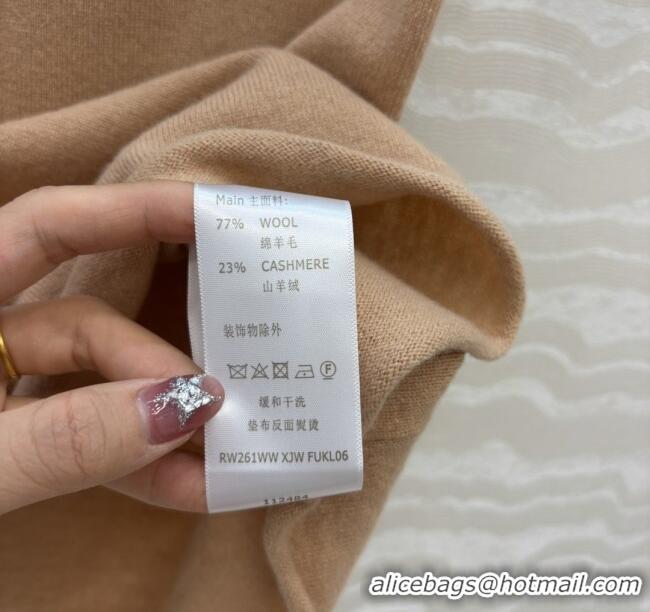 Main 主面料:
77% WOOL
绵羊毛
23% CASHMERE
山羊绒
装饰物除外
F
缓和干洗
垫布反面熨烫
RW261WW XJW FUKL06
112484
alicebags@hotmail.com